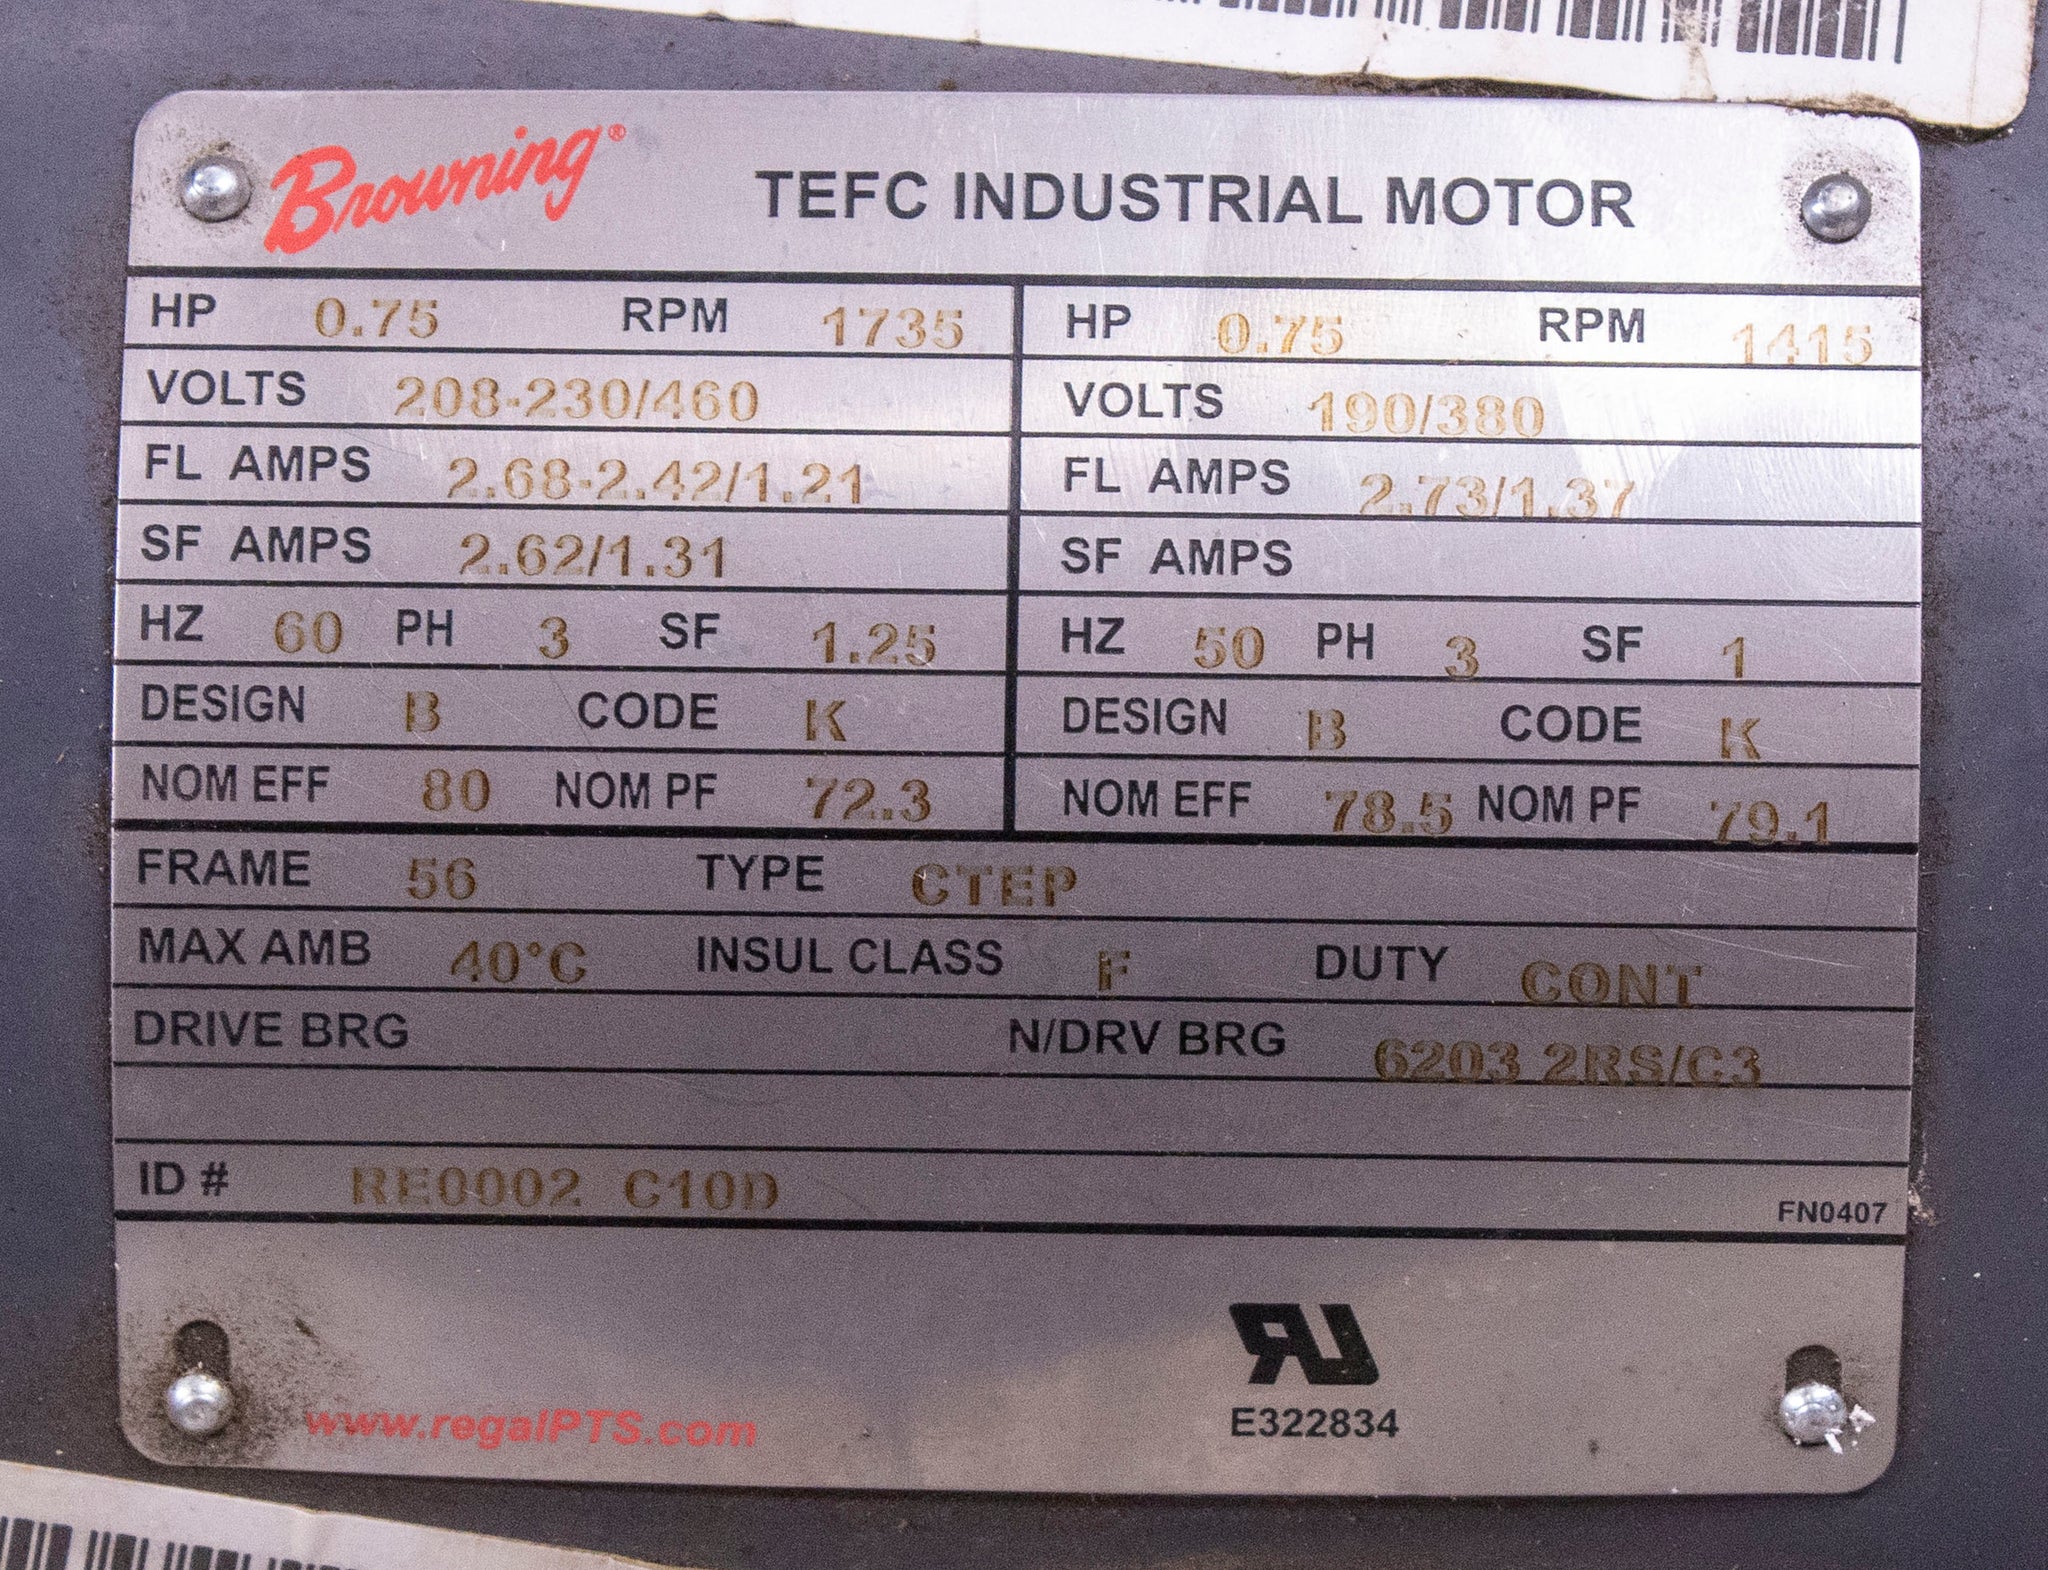 Browning®
TEFC INDUSTRIAL MOTOR
HP 0.75 RPM 1735
VOLTS 208-230/460
FL AMPS 2.68-2.42/1.21
SF AMPS 2.62/1.31
HZ 60 PH 3 SF 1.25
DESIGN B CODE K
NOM EFF 80 NOM PF 72.3
HP 0.75 RPM 1415
VOLTS 190/380
FL AMPS 2.73/1.37
SF AMPS
HZ 50 PH 3 SF 1
DESIGN B CODE K
NOM EFF 78.5 NOM PF 79.1
FRAME 56 TYPE CTEP
MAX AMB 40°C INSUL CLASS F DUTY CONT
DRIVE BRG N/DRV BRG 6203 2RS/C3
ID # RE0002 C10D
FN0407
www.regalPTS.com
E322834